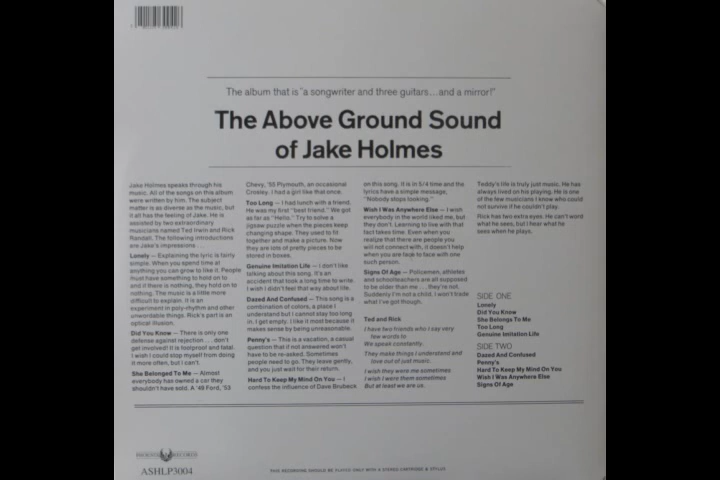 The album that is "a songwriter and three guitars...and a mirror!"
The Above Ground Sound
of Jake Holmes
Jake Holmes speaks through his
music. All of the songs on this album
were written by him. The subject
matter is as diverse as the music, but
it all has the feeling of Jake. He is
assisted by two extraordinary
musicians named Ted Irwin and Rick
Randall. The following introductions
are Jake's impressions . . .
Lonely — Explaining the lyric is fairly
simple. When you spend time at
anything you can grow to like it. People
must have something to hold on to
and if there is nothing, they hold on to
nothing. The music is a little more
difficult to explain. It is an
experiment in poly-rhythm and other
unwordable things. Rick's part is an
optical illusion.
Did You Know — There is only one
defense against rejection . . . don't
get involved! It is foolproof and fatal.
I wish I could stop myself from doing
it more often, but I can't.
She Belonged To Me — Almost
everybody has owned a car they
shouldn't have sold. A '48 Ford, '53
Chevy, '55 Plymouth, an occasional
Crosley. I had a girl like that once.
Too Long — I had lunch with a friend.
He was my first "best friend." We got
as far as "Hello." Try to solve a
jigsaw puzzle when the pieces keep
changing shape. They used to fit
together and make a picture. Now
they are lots of pretty pieces to be
stored in boxes.
Genuine Imitation Life — I don't like
talking about this song. It's an
accident that took a long time to write
I wish I didn't feel that way about life.
Dazed And Confused — This song is a
combination of colors, a place I
understand but I cannot stay too long
in. I get empty. I like it most because it
makes sense by being unreasonable.
Penny's — This is a vacation, a casual
question that if not answered won't
have to be re-asked. Sometimes
people need to go. They leave gently,
and you just wait for their return.
Hard To Keep My Mind On You — I
confess the influence of Dave Brubeck
on this song. It is in 5/4 time and the
lyrics have a simple message,
"Nobody stops looking."
Wish I Was Anywhere Else — I wish
everybody in the world liked me, but
they don't. Learning to live with that
fact takes time. Even when you
realize that there are people you
will not connect with, it doesn't help
when you are face to face with one
such person.
Signs Of Age — Policemen, athletes
and schoolteachers are all supposed
to be older than me . . . they're not.
Suddenly I'm not a child. I won't trade
what I've got though.
Ted and Rick
I have two friends who I say very
few words to
We speak constantly.
They make things I understand and
love out of just music.
I wish they were me sometimes
I wish I were them sometimes
But at least we are us.
Teddy's life is truly just music. He has
always lived on his playing. He is one
of the few musicians I know who could
not survive if he couldn't play.
Rick has two extra eyes. He can't word
what he sees, but I hear what he
sees when he plays.
SIDE ONE
Lonely
Did You Know
She Belongs To Me
Too Long
Genuine Imitation Life
SIDE TWO
Dazed And Confused
Penny's
Hard To Keep My Mind On You
Wish I Was Anywhere Else
Signs Of Age
PHOENIX RECORDS
ASHLP3004
THIS RECORDING SHOULD BE PLAYED ONLY WITH A STEREO CARTRIDGE & STYLUS